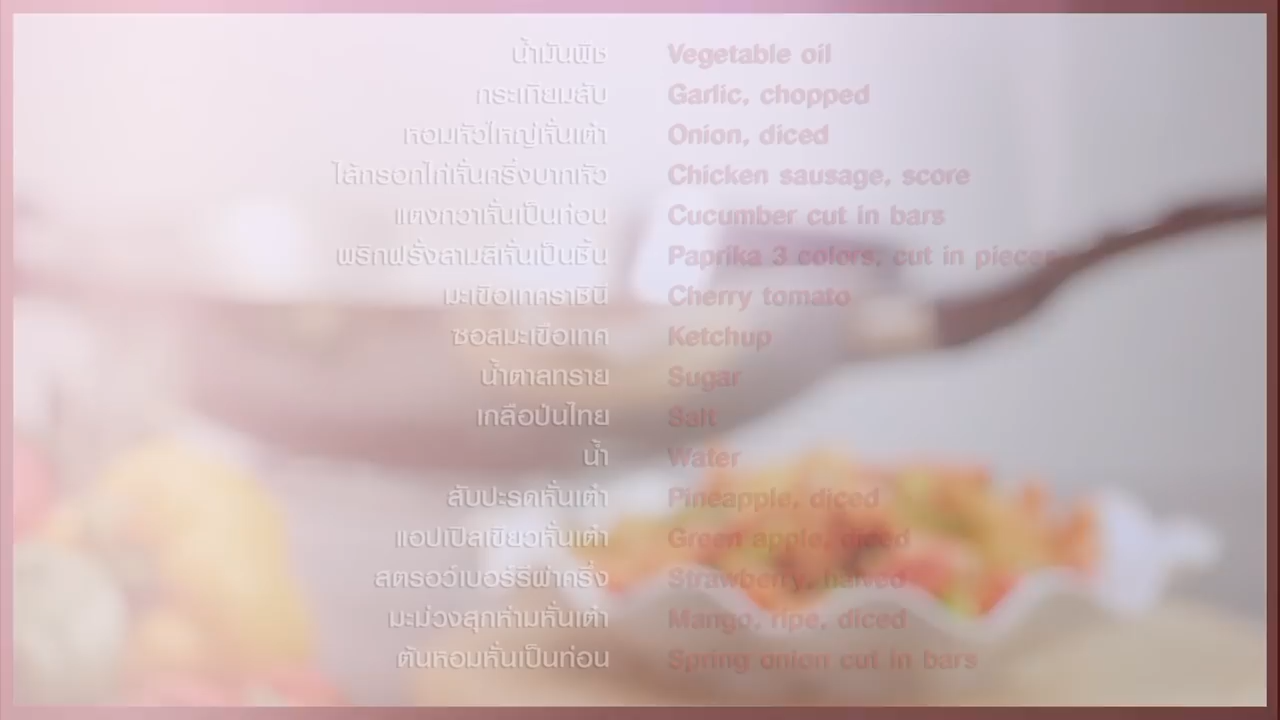 น้ำมันพืช Vegetable oil
กระเทียมสับ Garlic, chopped
หอมหัวใหญ่หั่นเต๋า Onion, diced
ไส้กรอกไก่หั่นครึ่งบากหัว Chicken sausage, score
แตงกวาหั่นเป็นท่อน Cucumber cut in bars
พริกฝรั่งสามสีหั่นเป็นชิ้น Paprika 3 colors, cut in pieces
มะเขือเทศราชินี Cherry tomato
ซอสมะเขือเทศ Ketchup
น้ำตาลทราย Sugar
เกลือป่นไทย Salt
น้ำ Water
สับปะรดหั่นเต๋า Pineapple, diced
แอปเปิลเขียวหั่นเต๋า Green apple, diced
สตรอว์เบอร์รีผ่าครึ่ง Strawberry, halved
มะม่วงสุกห่ามหั่นเต๋า Mango, ripe, diced
ต้นหอมหั่นเป็นท่อน Spring onion cut in bars